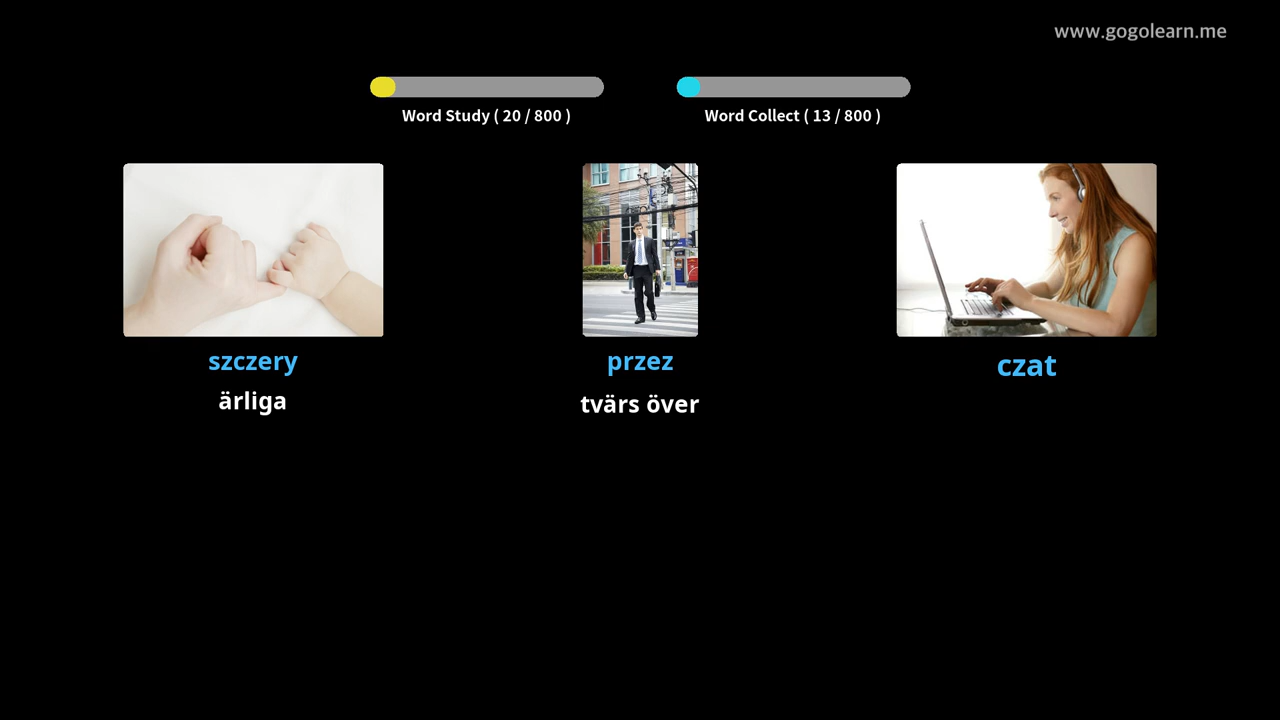 www.gogolearn.me
Word Study ( 20 / 800 )
Word Collect ( 13 / 800 )
szczery
przez
czat
ärliga
tvärs över